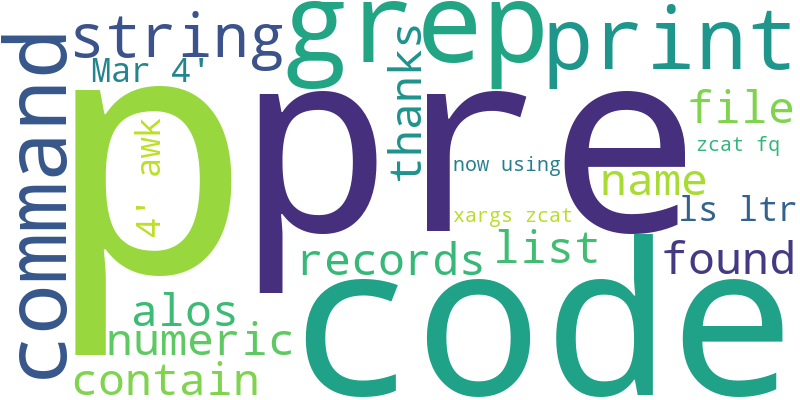 command
string
grep
print
Mar 4'
thanks
p
pre
file
4' awk
now using
zcat fq
name
xargs zcat
ls ltr
records
list
found
alos
code
numeric
contain